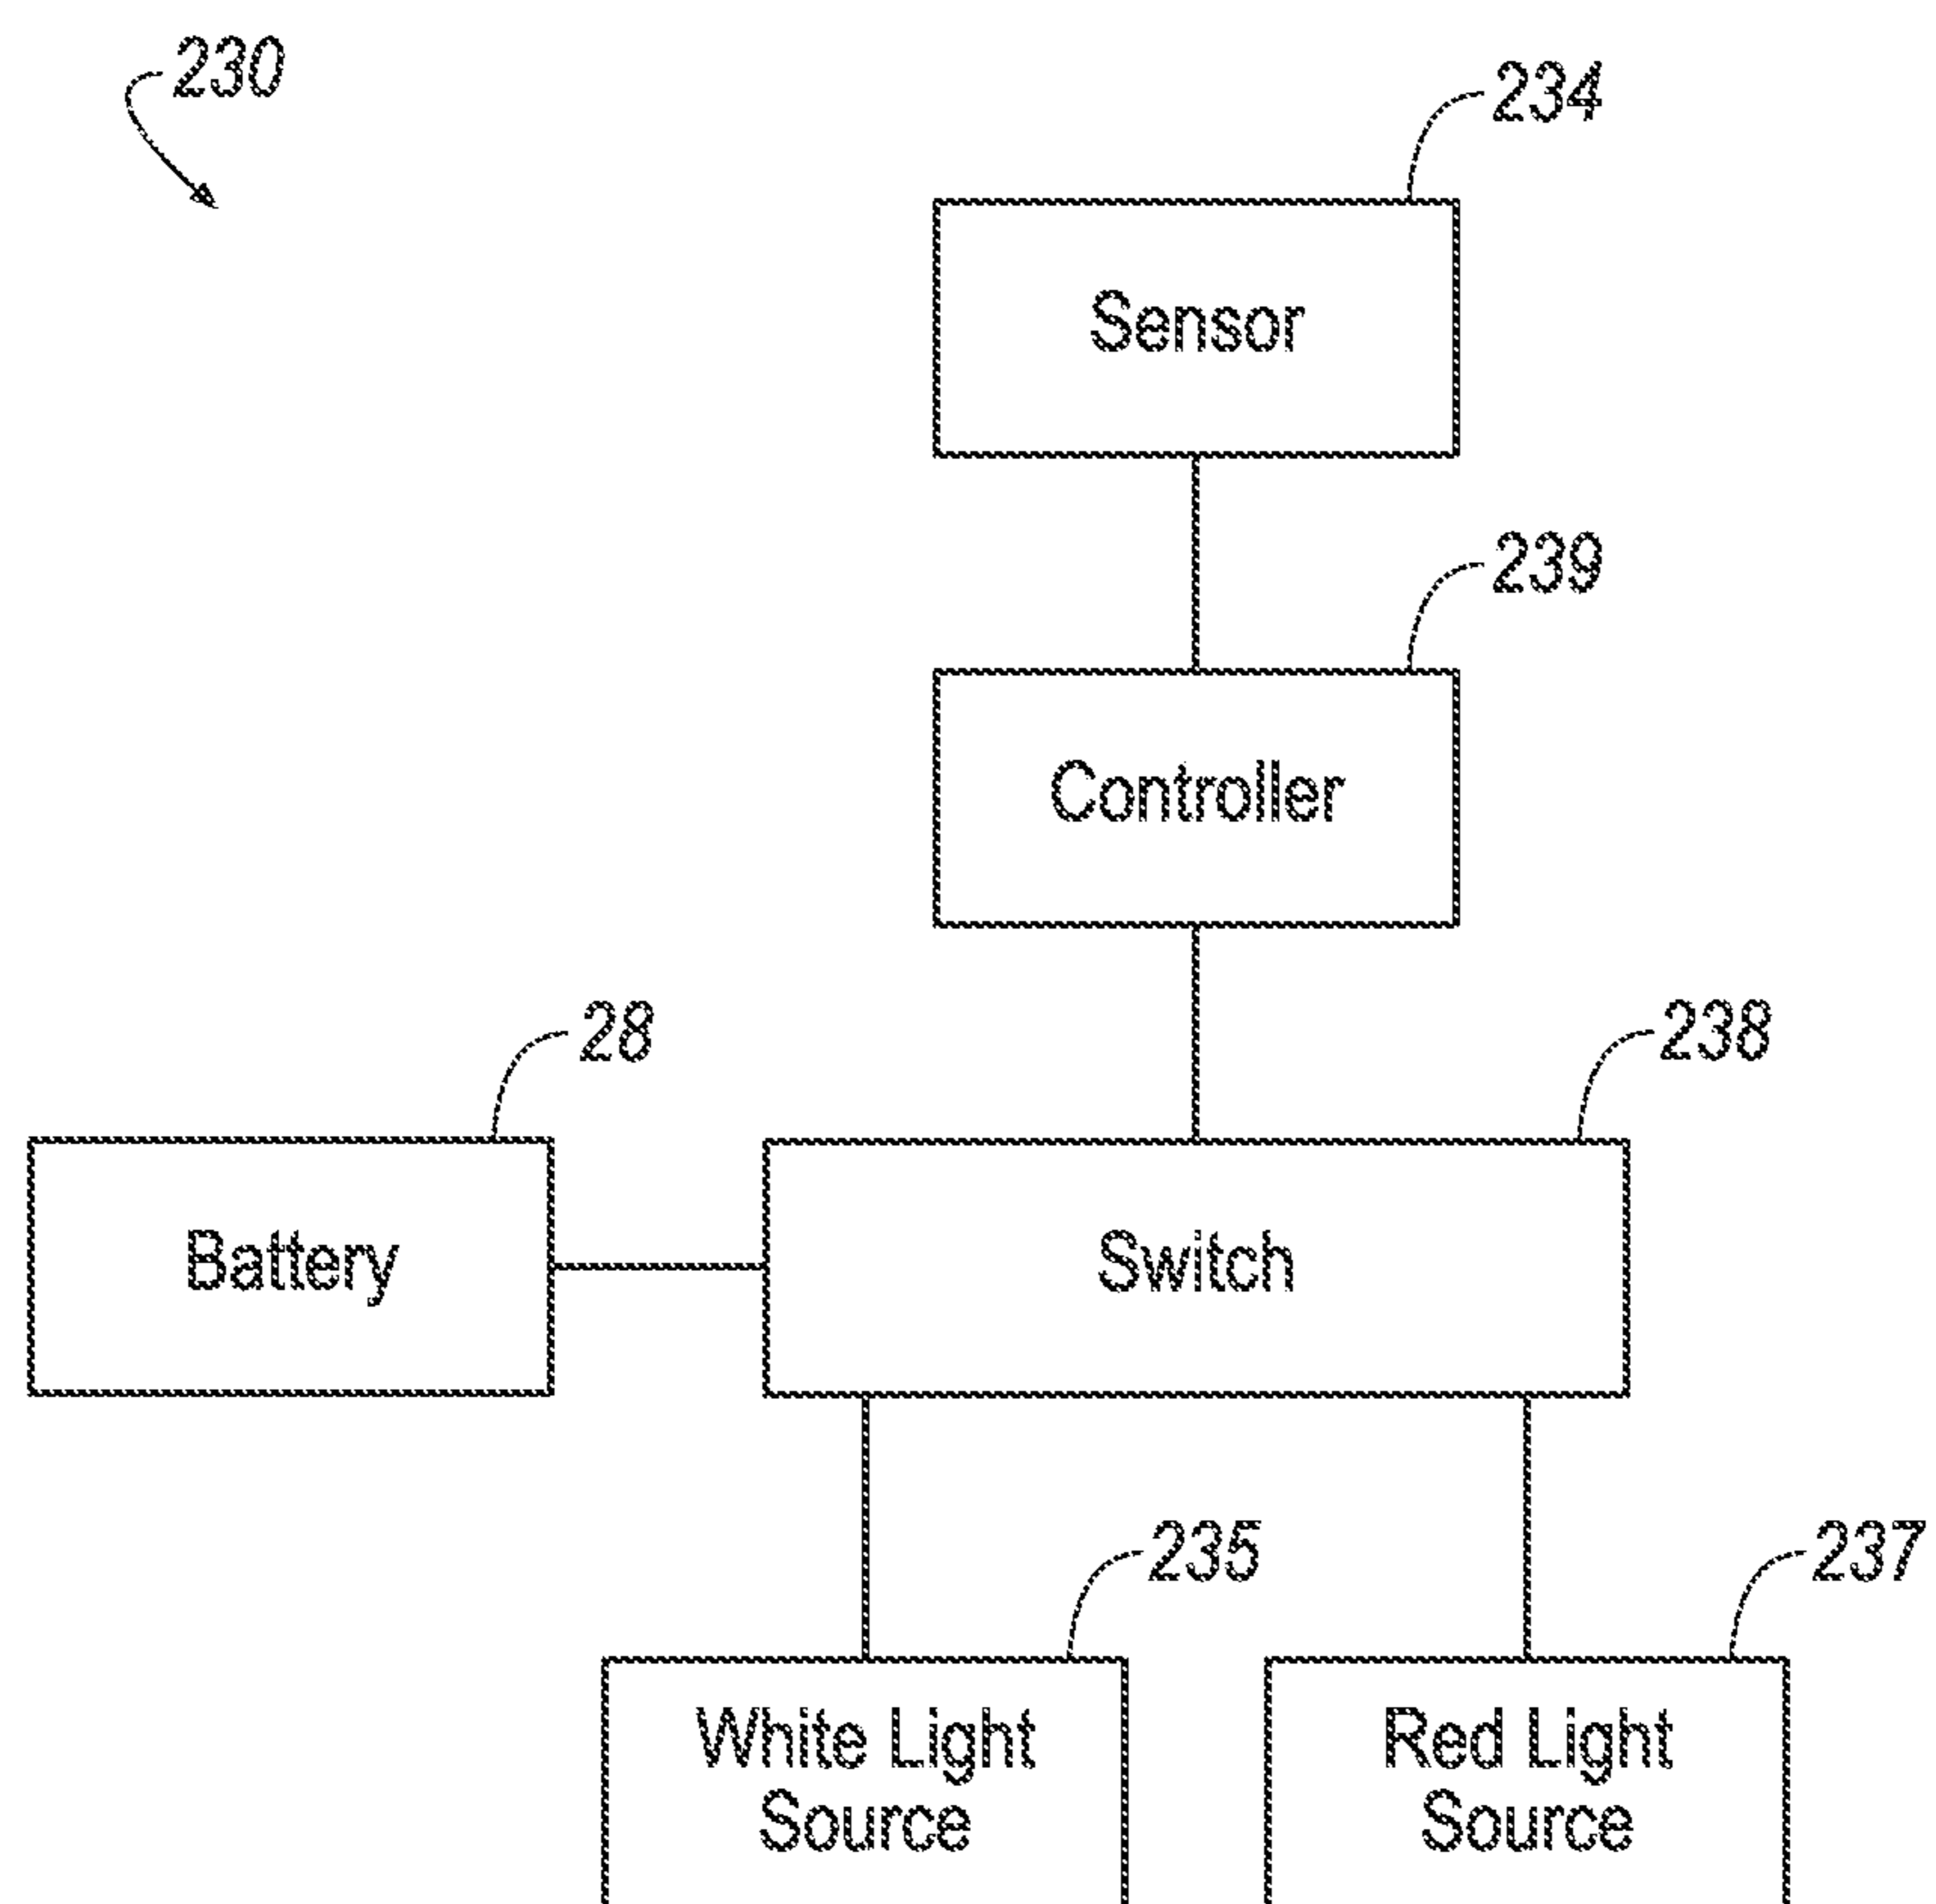 230
234
Sensor
239
Controller
28
238
Battery
Switch
235
237
White Light
Source
Red Light
Source